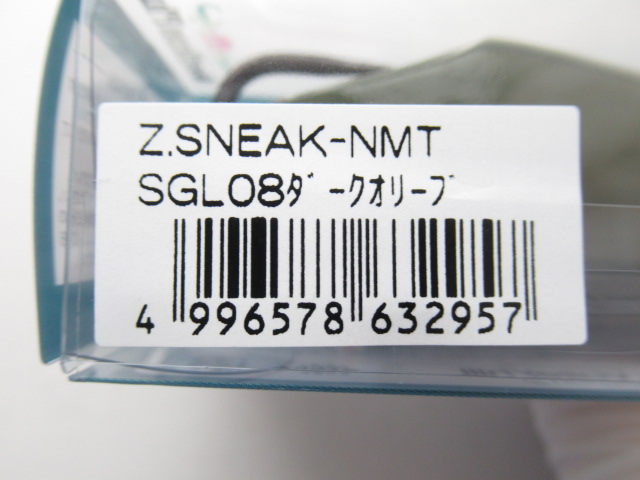 Z.SNEAK-NMT
SGL08ﾀﾞｰｸｵﾘｰﾌﾞ
4 996578 632957